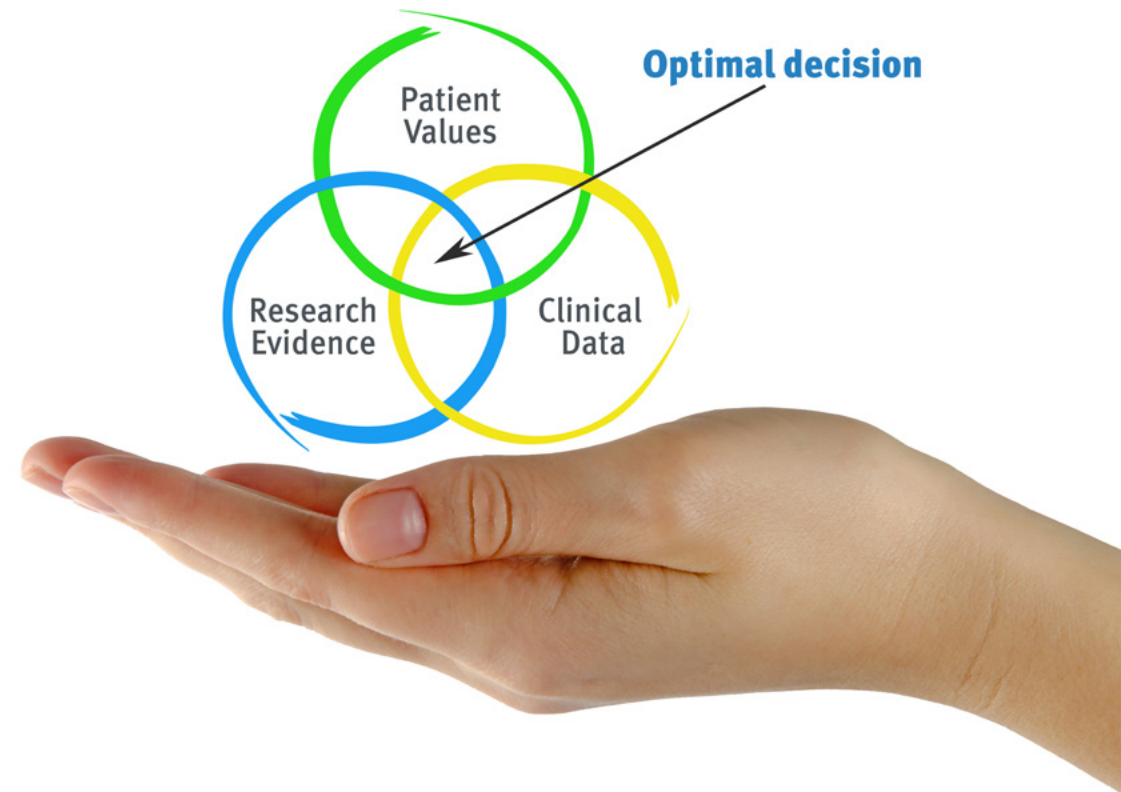 Optimal decision
Patient
Values
Research
Evidence
Clinical
Data